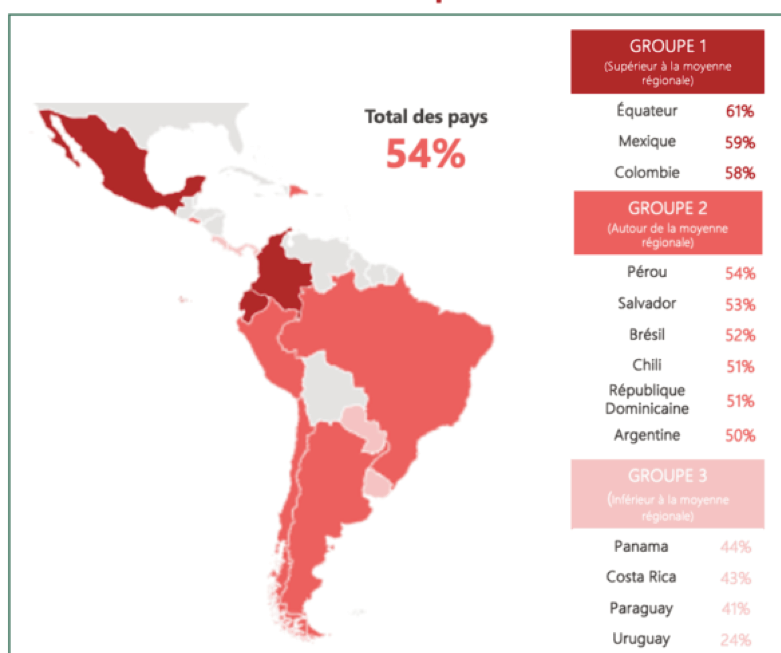 Total des pays
54%
GROUPE 1
(Supérieur à la moyenne
régionale)
Équateur 61%
Mexique 59%
Colombie 58%
GROUPE 2
(Autour de la moyenne
régionale)
Pérou 54%
Salvador 53%
Brésil 52%
Chili 51%
République
Dominicaine 51%
Argentine 50%
GROUPE 3
(Inférieur à la moyenne
régionale)
Panama 44%
Costa Rica 43%
Paraguay 41%
Uruguay 24%